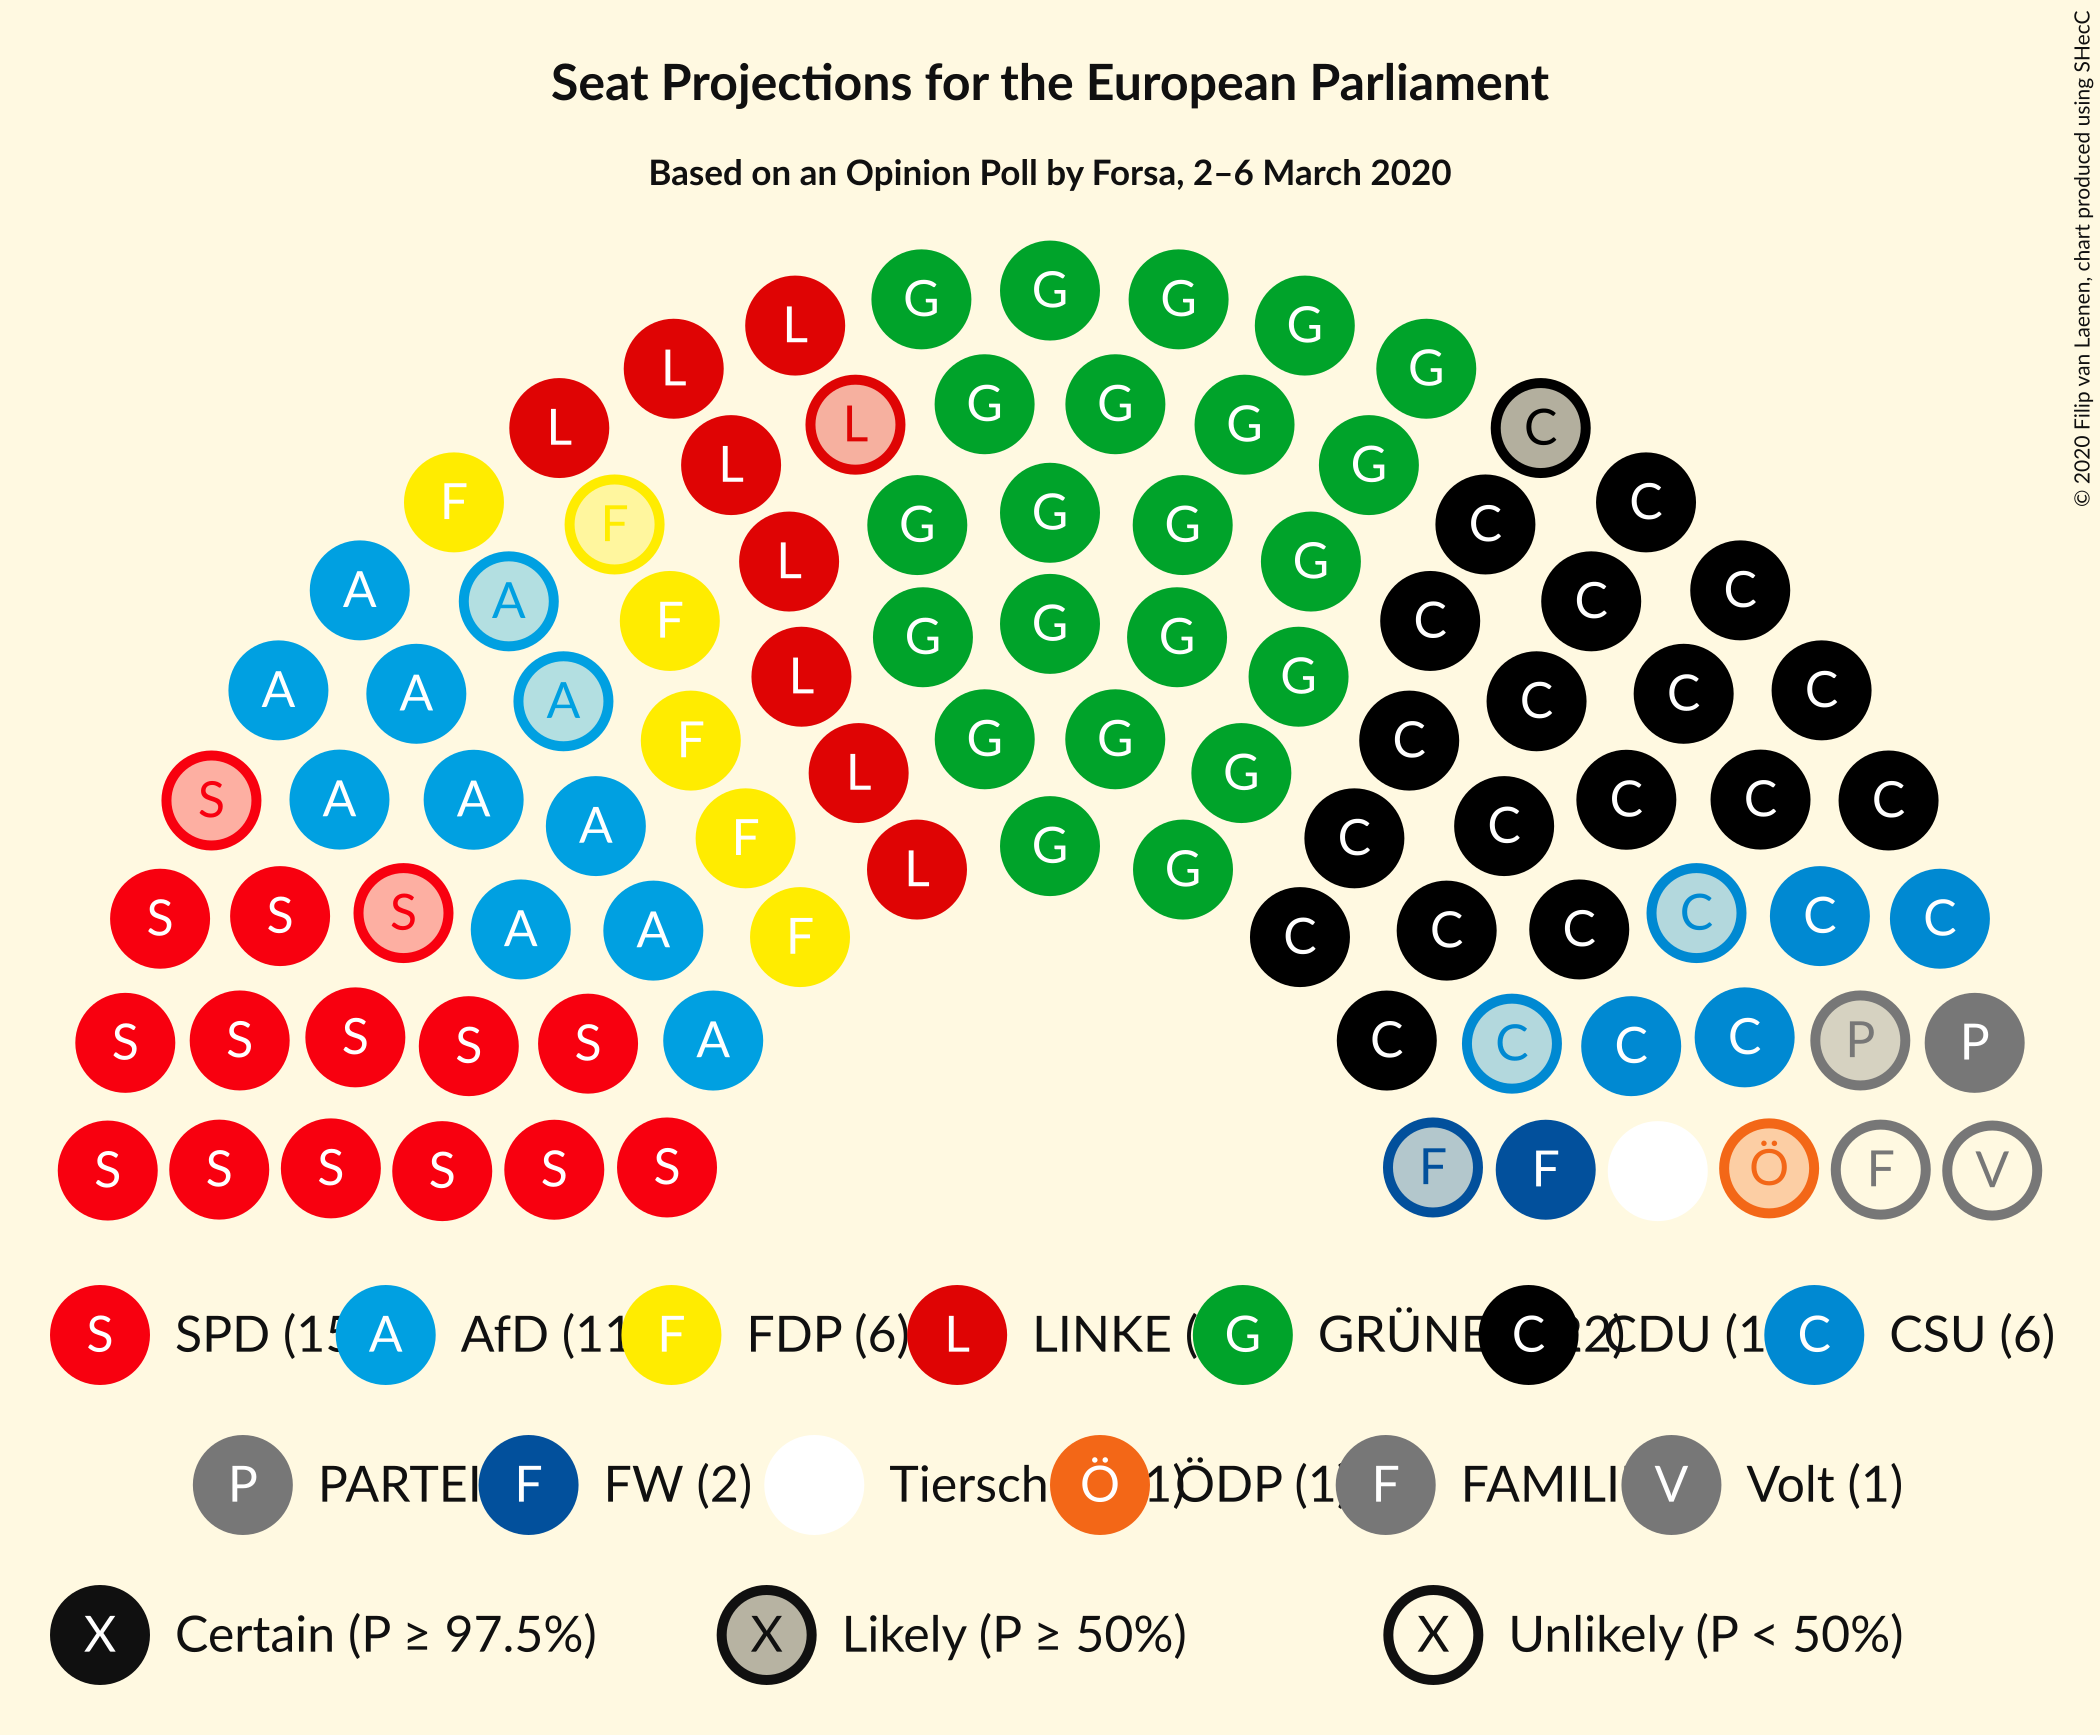 Seat Projections for the European Parliament
Based on an Opinion Poll by Forsa, 2–6 March 2020
© 2020 Filip van Laenen, chart produced using SHecC
G G G G G
L L L G G G G C
L L G G G G C C
F F L G G G G C C C
A A F L G G G G C C C
A A A F L G G G C C C C
S A A A F L G G C C C C C
S S S A A F C C C C C C
S S S S S A C C C C P P
S S S S S S F F Ö F V
S SPD (15 A AfD (11 F FDP (6) L LINKE ( G GRÜNE C 22) CDU (1 C CSU (6)
P PARTEI F FW (2) Tiersch Ö 1) ÖDP (1 F FAMILI V Volt (1)
X Certain (P ≥ 97.5%) X Likely (P ≥ 50%) X Unlikely (P < 50%)